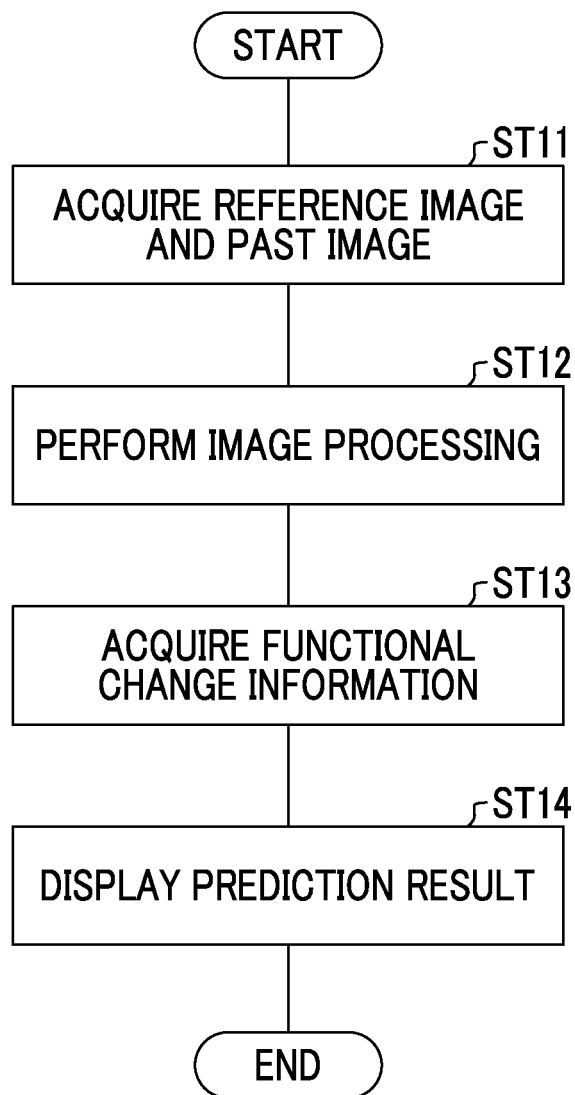 START
ST11
ACQUIRE REFERENCE IMAGE
AND PAST IMAGE
ST12
PERFORM IMAGE PROCESSING
ST13
ACQUIRE FUNCTIONAL
CHANGE INFORMATION
ST14
DISPLAY PREDICTION RESULT
END